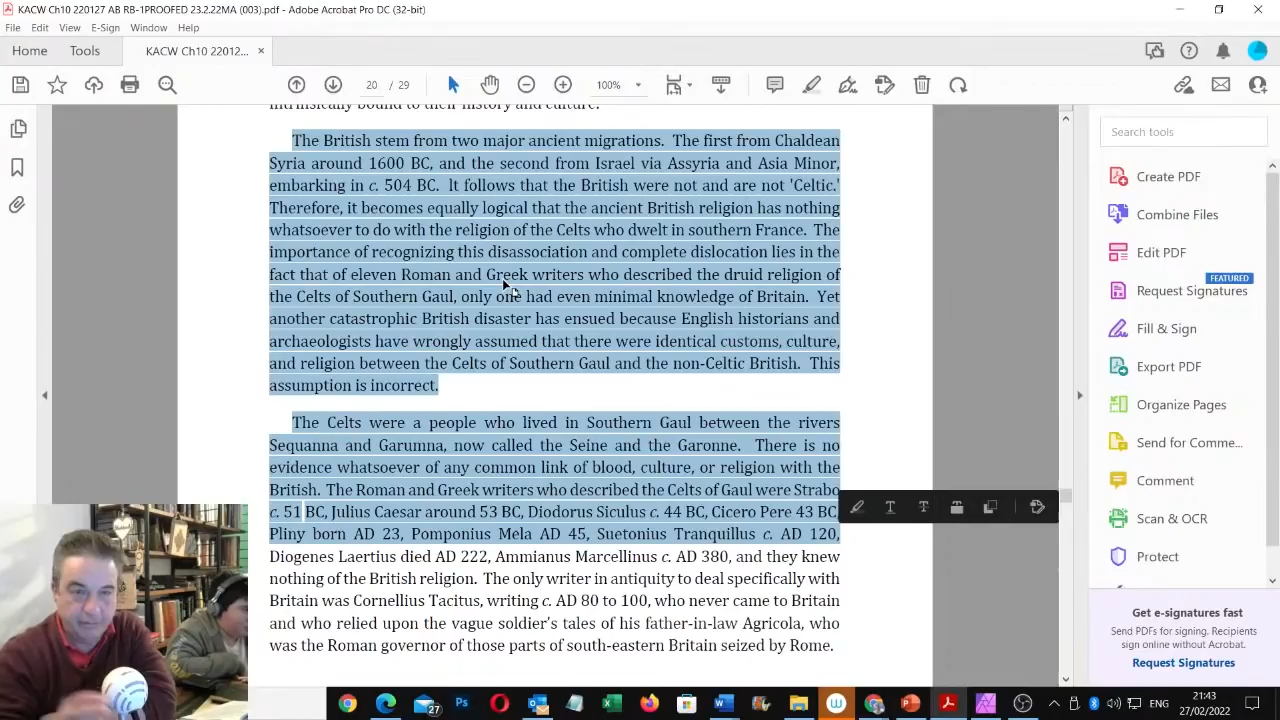 KACW Ch10 220127 AB RB-1PROOFED 23.2.22MA (003).pdf - Adobe Acrobat Pro DC (32-bit)
File Edit View E-Sign Window Help
Home Tools KACW Ch10 22012... ×
20 / 29 100%
intrinsically bound to their history and culture.
The British stem from two major ancient migrations. The first from Chaldean
Syria around 1600 BC, and the second from Israel via Assyria and Asia Minor,
embarking in c. 504 BC. It follows that the British were not and are not 'Celtic.'
Therefore, it becomes equally logical that the ancient British religion has nothing
whatsoever to do with the religion of the Celts who dwelt in southern France. The
importance of recognizing this disassociation and complete dislocation lies in the
fact that of eleven Roman and Greek writers who described the druid religion of
the Celts of Southern Gaul, only one had even minimal knowledge of Britain. Yet
another catastrophic British disaster has ensued because English historians and
archaeologists have wrongly assumed that there were identical customs, culture,
and religion between the Celts of Southern Gaul and the non-Celtic British. This
assumption is incorrect.
The Celts were a people who lived in Southern Gaul between the rivers
Sequanna and Garumna, now called the Seine and the Garonne. There is no
evidence whatsoever of any common link of blood, culture, or religion with the
British. The Roman and Greek writers who described the Celts of Gaul were Strabo
c. 51 BC, Julius Caesar around 53 BC, Diodorus Siculus c. 44 BC, Cicero Pere 43 BC,
Pliny born AD 23, Pomponius Mela AD 45, Suetonius Tranquillus c. AD 120,
Diogenes Laertius died AD 222, Ammianus Marcellinus c. AD 380, and they knew
nothing of the British religion. The only writer in antiquity to deal specifically with
Britain was Cornellius Tacitus, writing c. AD 80 to 100, who never came to Britain
and who relied upon the vague soldier's tales of his father-in-law Agricola, who
was the Roman governor of those parts of south-eastern Britain seized by Rome.
Search tools
Create PDF
Combine Files
Edit PDF
FEATURED
Request Signatures
Fill & Sign
Export PDF
Organize Pages
Send for Comme...
Comment
Scan & OCR
Protect
Get e-signatures fast
Send PDFs for signing. Recipients
sign online without Acrobat.
Request Signatures
27
ENG
21:43
27/02/2022